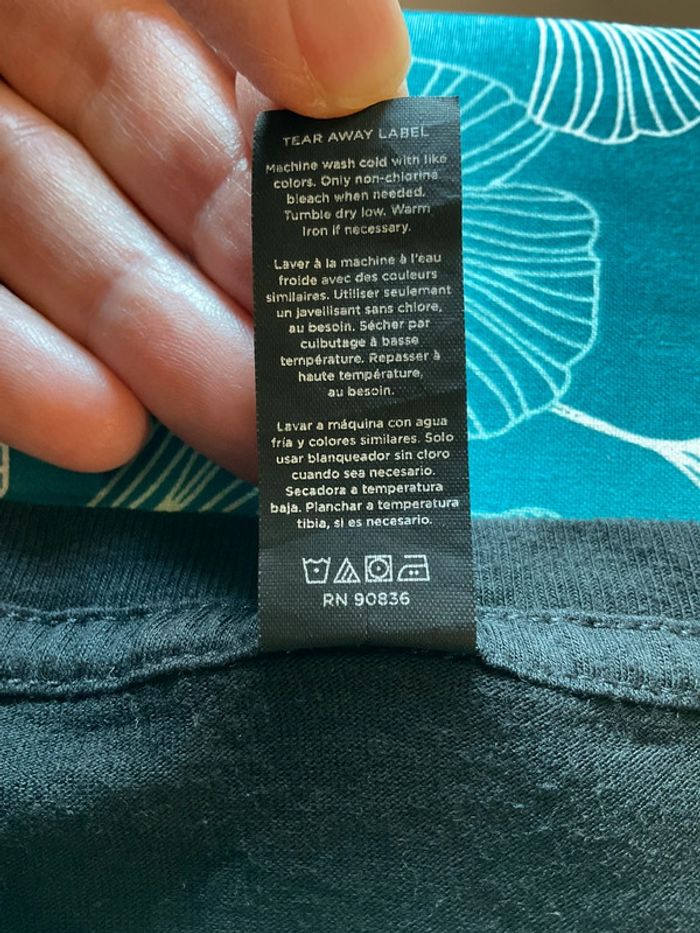 TEAR AWAY LABEL
Machine wash cold with like
colors. Only non-chlorine
bleach when needed.
Tumble dry low. Warm
Iron if necessary.
Laver à la machine à l'eau
froide avec des couleurs
similaires. Utiliser seulement
un javellisant sans chlore,
au besoin. Sécher par
culbutage à basse
température. Repasser à
haute température,
au besoin.
Lavar a máquina con agua
fría y colores similares. Solo
usar blanqueador sin cloro
cuando sea necesario.
Secadora a temperatura
baja. Planchar a temperatura
tibia, si es necesario.
RN 90836